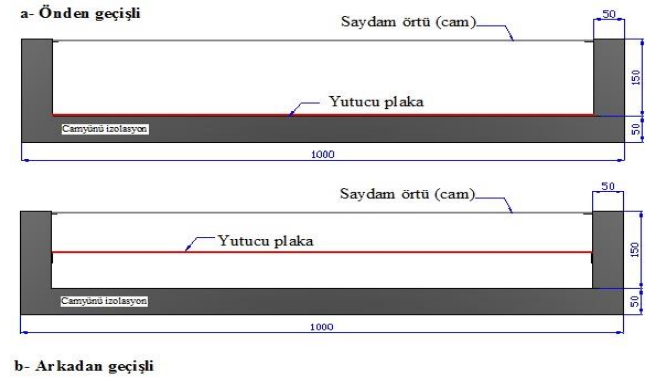 a- Önden geçişli
Saydam örtü (cam)
50
150
Yutucu plaka
Camyünü izolasyon
50
1000
Saydam örtü (cam)
50
Yutucu plaka
150
Camyünü izolasyon
50
1000
b- Arkadan geçişli